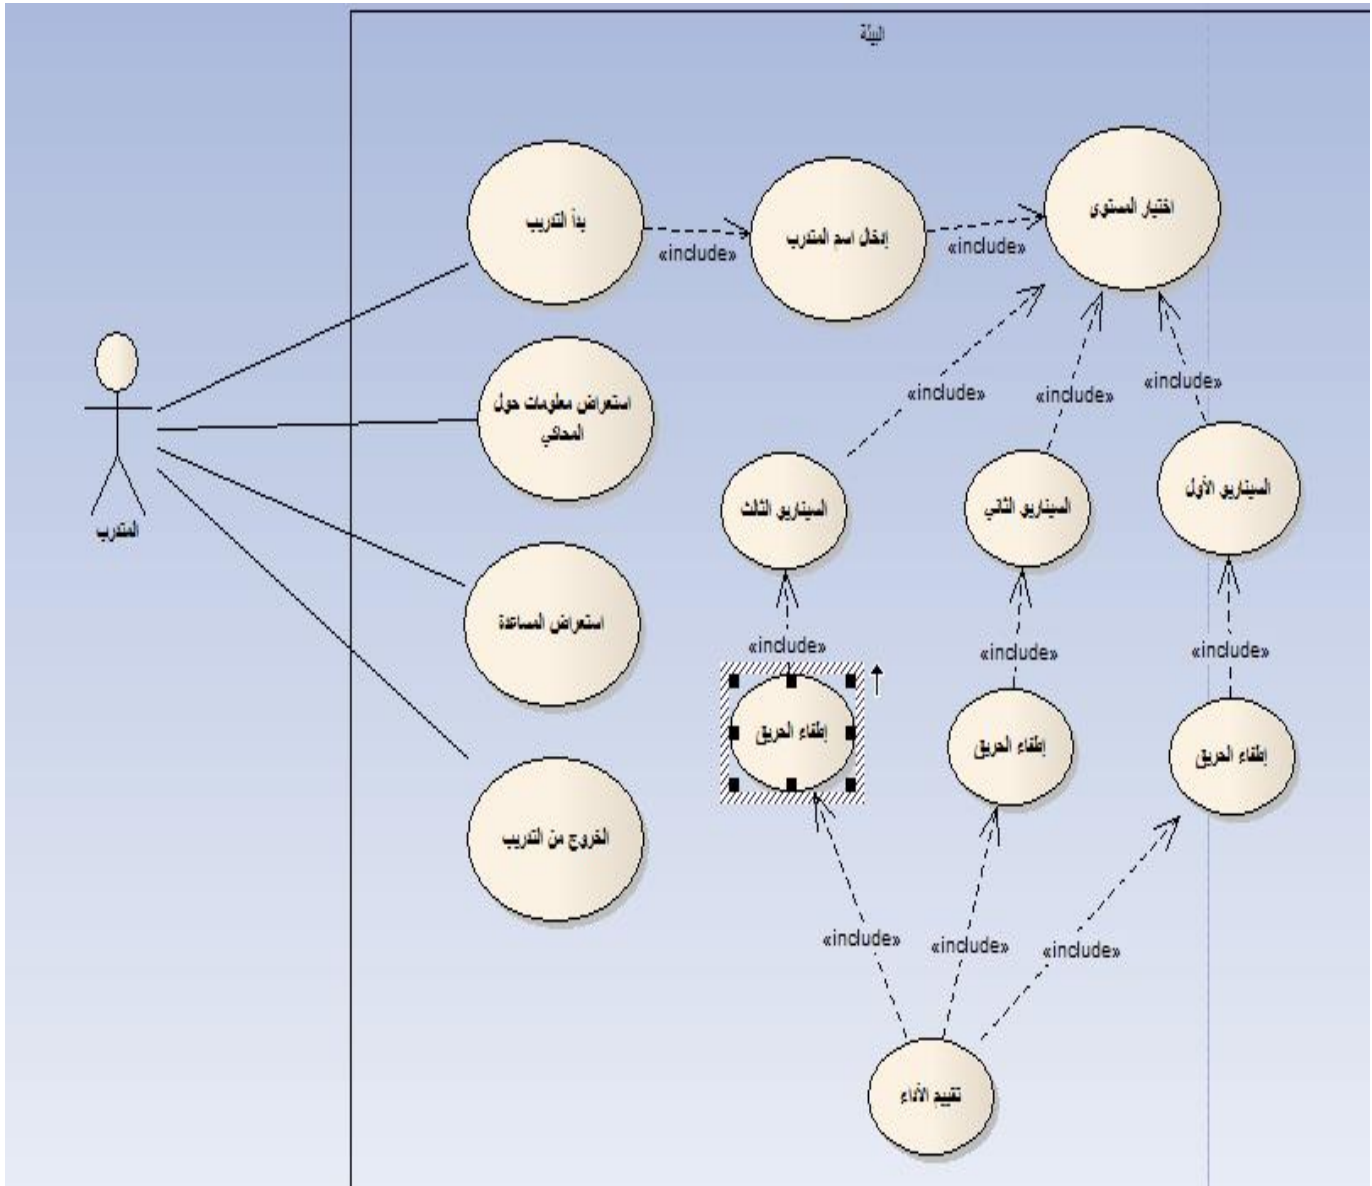 البيئة
بدأ التدريب
«include»
إدخال اسم المتدرب
«include»
اختيار المستوى
استعراض معلومات حول
المحاكي
«include»
«include»
«include»
المتدرب
السيناريو الثالث
السيناريو الثاني
السيناريو الأول
استعراض المساعدة
«include»
«include»
«include»
إطفاء الحريق
إطفاء الحريق
إطفاء الحريق
الخروج من التدريب
«include»
«include»
«include»
تقييم الأداء